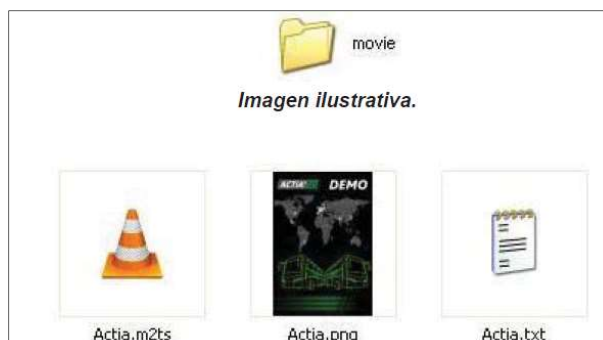 movie
Imagen ilustrativa.
ACTIA DEMO
Actia.m2ts Actia.png Actia.txt